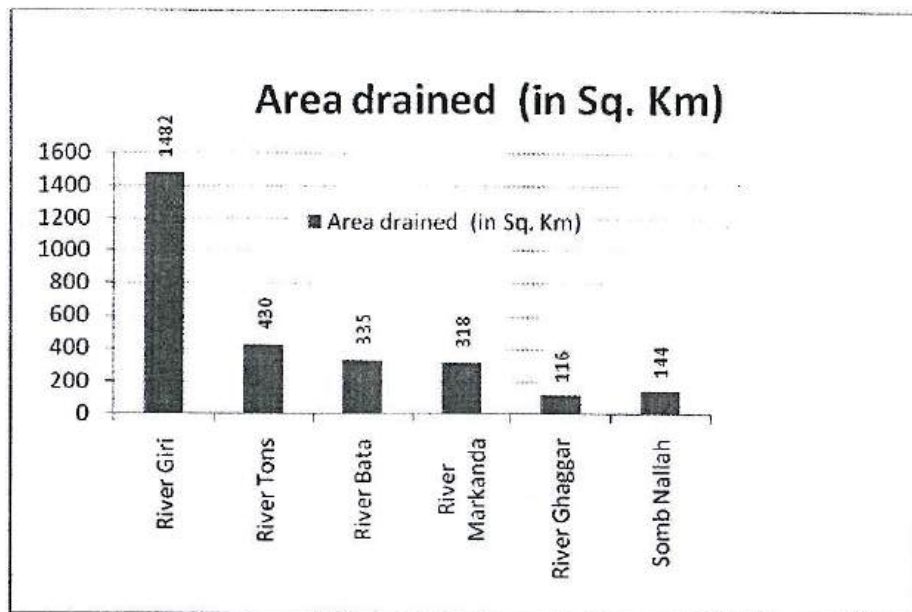 Area drained (in Sq. Km)
1600
1400
1200
1000
800
600
400
200
0
Area drained (in Sq. Km)
1482
430
335
318
116
144
River Giri
River Tons
River Bata
River
Markanda
River Ghaggar
Somb Nallah